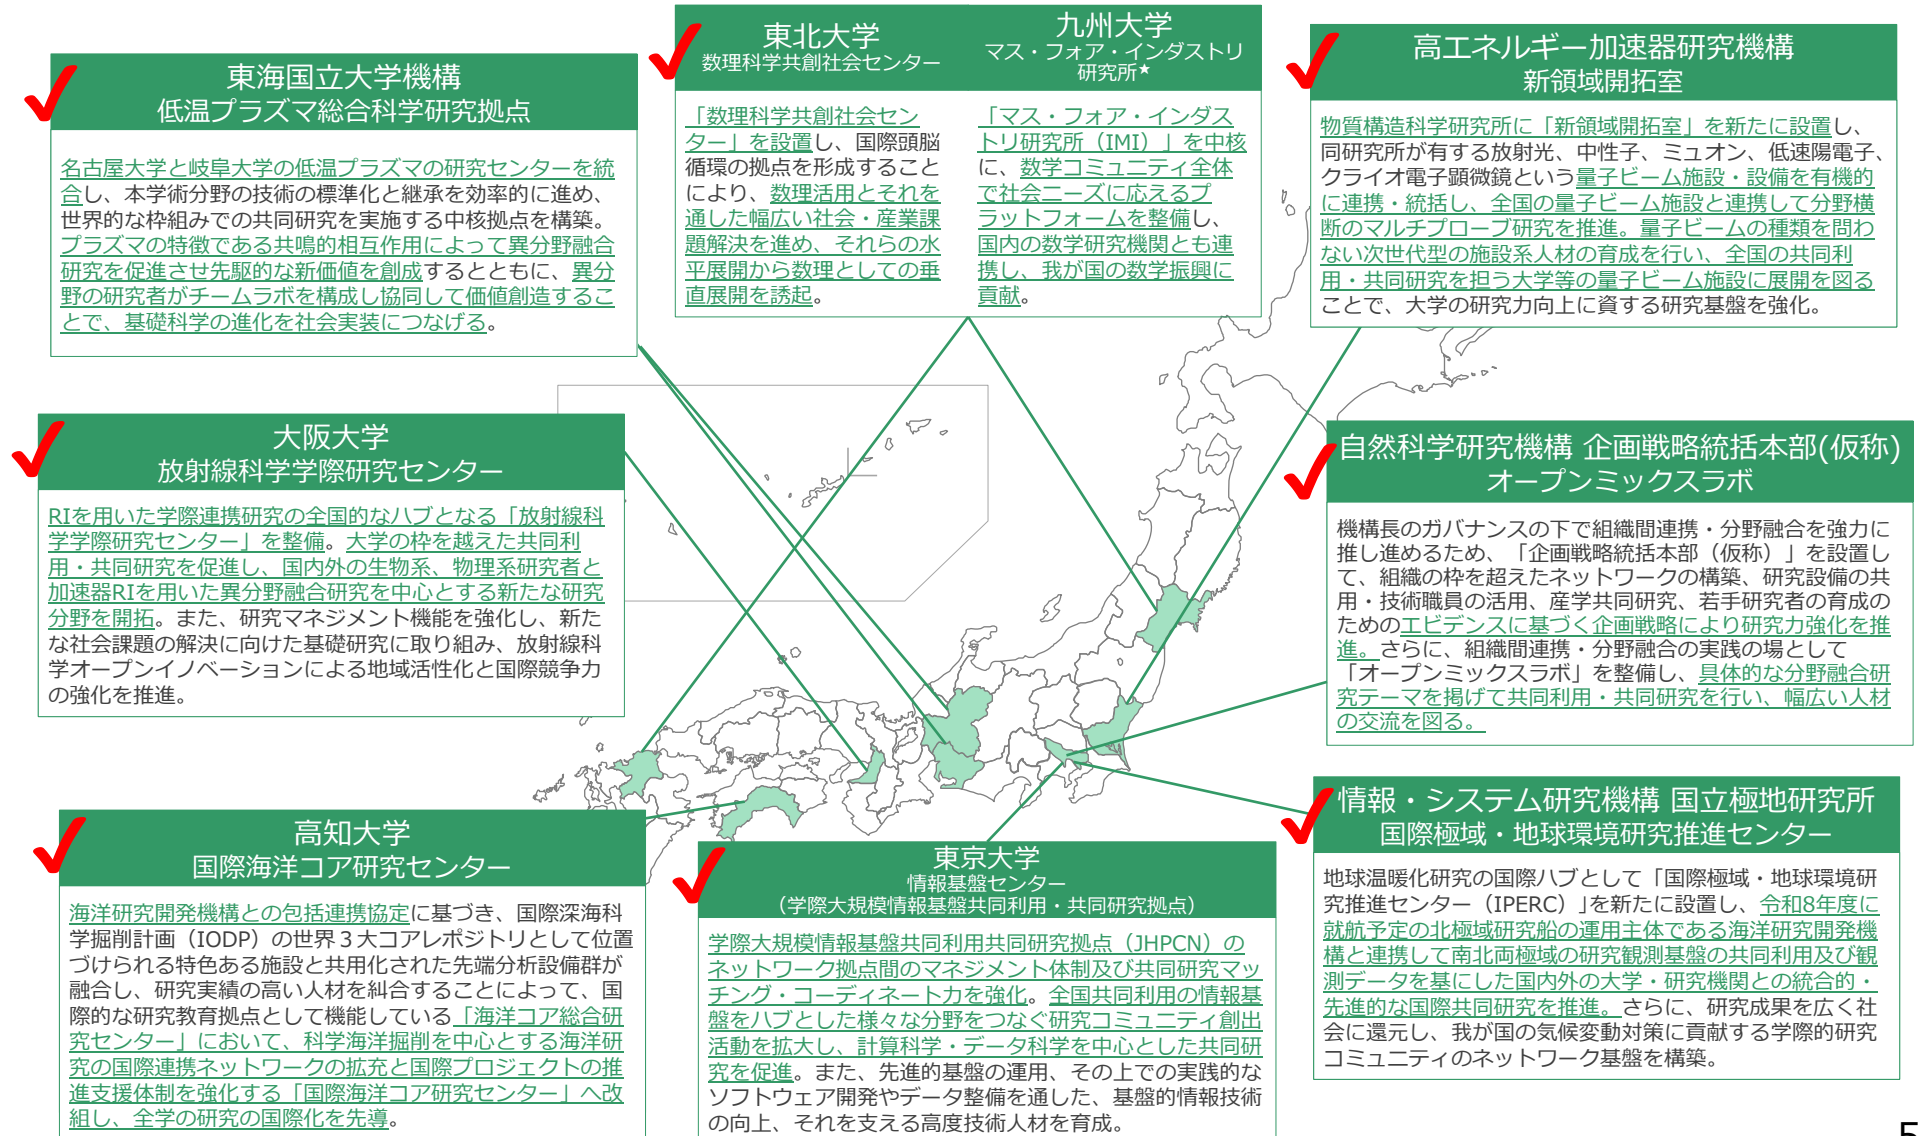 東海国立大学機構
低温プラズマ総合科学研究拠点
名古屋大学と岐阜大学の低温プラズマの研究センターを統
合し、本学術分野の技術の標準化と継承を効率的に進め、
世界的な枠組みでの共同研究を実施する中核拠点を構築。
プラズマの特徴である共鳴的相互作用によって異分野融合
研究を促進させ先駆的な新価値を創成するとともに、異分
野の研究者がチームラボを構成し協同して価値創造するこ
とで、基礎科学の進化を社会実装につなげる。
東北大学
数理科学共創社会センター
「数理科学共創社会セン
ター」を設置し、国際頭脳
循環の拠点を形成すること
により、数理活用とそれを
通した幅広い社会・産業課
題解決を進め、それらの水
平展開から数理としての垂
直展開を誘起。
九州大学
マス・フォア・インダストリ
研究所★
「マス・フォア・インダス
トリ研究所（IMI）」を中核
に、数学コミュニティ全体
で社会ニーズに応えるプ
ラットフォームを整備し、
国内の数学研究機関とも連
携し、我が国の数学振興に
貢献。
高エネルギー加速器研究機構
新領域開拓室
物質構造科学研究所に「新領域開拓室」を新たに設置し、
同研究所が有する放射光、中性子、ミュオン、低速陽電子、
クライオ電子顕微鏡という量子ビーム施設・設備を有機的
に連携・統括し、全国の量子ビーム施設と連携して分野横
断のマルチプローブ研究を推進。量子ビームの種類を問わ
ない次世代型の施設系人材の育成を行い、全国の共同利
用・共同研究を担う大学等の量子ビーム施設に展開を図る
ことで、大学の研究力向上に資する研究基盤を強化。
大阪大学
放射線科学学際研究センター
RIを用いた学際連携研究の全国的なハブとなる「放射線科
学学際研究センター」を整備。大学の枠を越えた共同利
用・共同研究を促進し、国内外の生物系、物理系研究者と
加速器RIを用いた異分野融合研究を中心とする新たな研究
分野を開拓。また、研究マネジメント機能を強化し、新た
な社会課題の解決に向けた基礎研究に取り組み、放射線科
学オープンイノベーションによる地域活性化と国際競争力
の強化を推進。
自然科学研究機構 企画戦略統括本部(仮称)
オープンミックスラボ
機構長のガバナンスの下で組織間連携・分野融合を強力に
推し進めるため、「企画戦略統括本部（仮称）」を設置し
て、組織の枠を超えたネットワークの構築、研究設備の共
用・技術職員の活用、産学共同研究、若手研究者の育成の
ためのエビデンスに基づく企画戦略により研究力強化を推
進。さらに、組織間連携・分野融合の実践の場として
「オープンミックスラボ」を整備し、具体的な分野融合研
究テーマを掲げて共同利用・共同研究を行い、幅広い人材
の交流を図る。
高知大学
国際海洋コア研究センター
海洋研究開発機構との包括連携協定に基づき、国際深海科
学掘削計画（IODP）の世界３大コアレポジトリとして位置
づけられる特色ある施設と共用化された先端分析設備群が
融合し、研究実績の高い人材を糾合することによって、国
際的な研究教育拠点として機能している「海洋コア総合研
究センター」において、科学海洋掘削を中心とする海洋研
究の国際連携ネットワークの拡充と国際プロジェクトの推
進支援体制を強化する「国際海洋コア研究センター」へ改
組し、全学の研究の国際化を先導。
東京大学
情報基盤センター
（学際大規模情報基盤共同利用・共同研究拠点）
学際大規模情報基盤共同利用共同研究拠点（JHPCN）の
ネットワーク拠点間のマネジメント体制及び共同研究マッ
チング・コーディネート力を強化。全国共同利用の情報基
盤をハブとした様々な分野をつなぐ研究コミュニティ創出
活動を拡大し、計算科学・データ科学を中心とした共同研
究を促進。また、先進的基盤の運用、その上での実践的な
ソフトウェア開発やデータ整備を通した、基盤的情報技術
の向上、それを支える高度技術人材を育成。
情報・システム研究機構 国立極地研究所
国際極域・地球環境研究推進センター
地球温暖化研究の国際ハブとして「国際極域・地球環境研
究推進センター（IPERC）」を新たに設置し、令和8年度に
就航予定の北極域研究船の運用主体である海洋研究開発機
構と連携して南北両極域の研究観測基盤の共同利用及び観
測データを基にした国内外の大学・研究機関との統合的・
先進的な国際共同研究を推進。さらに、研究成果を広く社
会に還元し、我が国の気候変動対策に貢献する学際的研究
コミュニティのネットワーク基盤を構築。
5